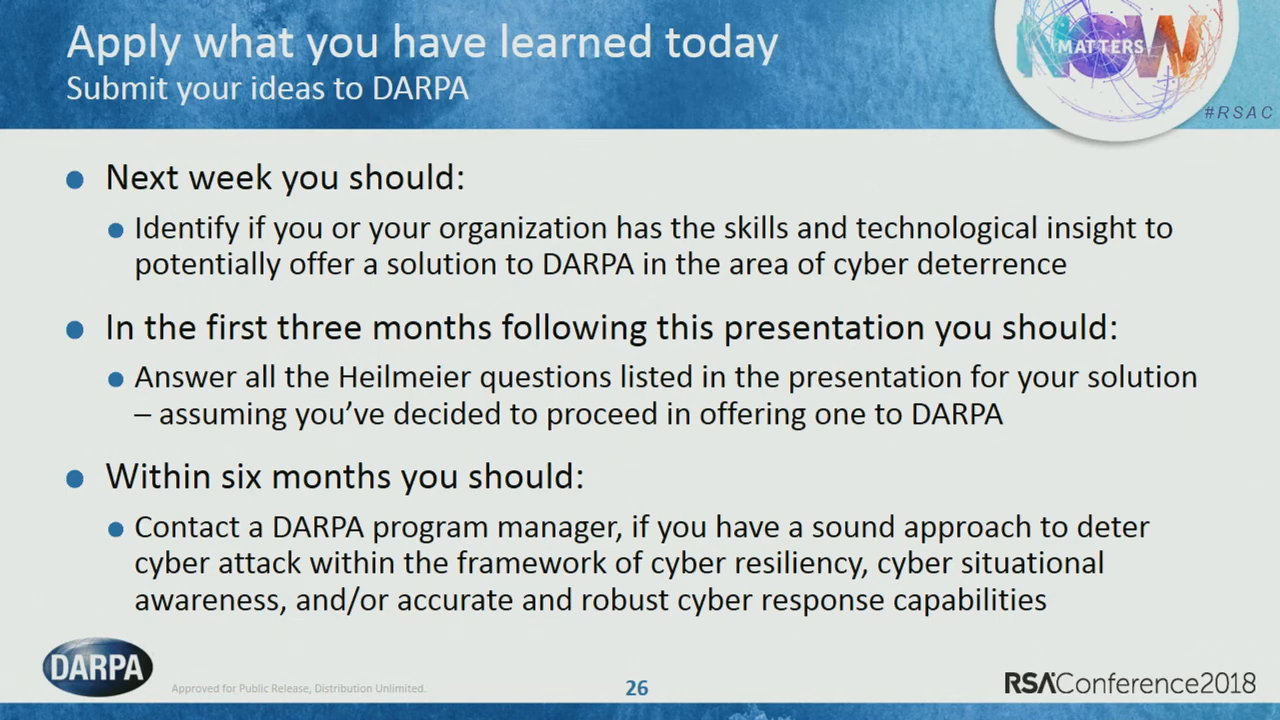 Apply what you have learned today
Submit your ideas to DARPA
NOW
MATTERS
#RSAC
● Next week you should:
● Identify if you or your organization has the skills and technological insight to
potentially offer a solution to DARPA in the area of cyber deterrence
● In the first three months following this presentation you should:
● Answer all the Heilmeier questions listed in the presentation for your solution
– assuming you’ve decided to proceed in offering one to DARPA
● Within six months you should:
● Contact a DARPA program manager, if you have a sound approach to deter
cyber attack within the framework of cyber resiliency, cyber situational
awareness, and/or accurate and robust cyber response capabilities
DARPA
Approved for Public Release, Distribution Unlimited.
26
RSAConference2018